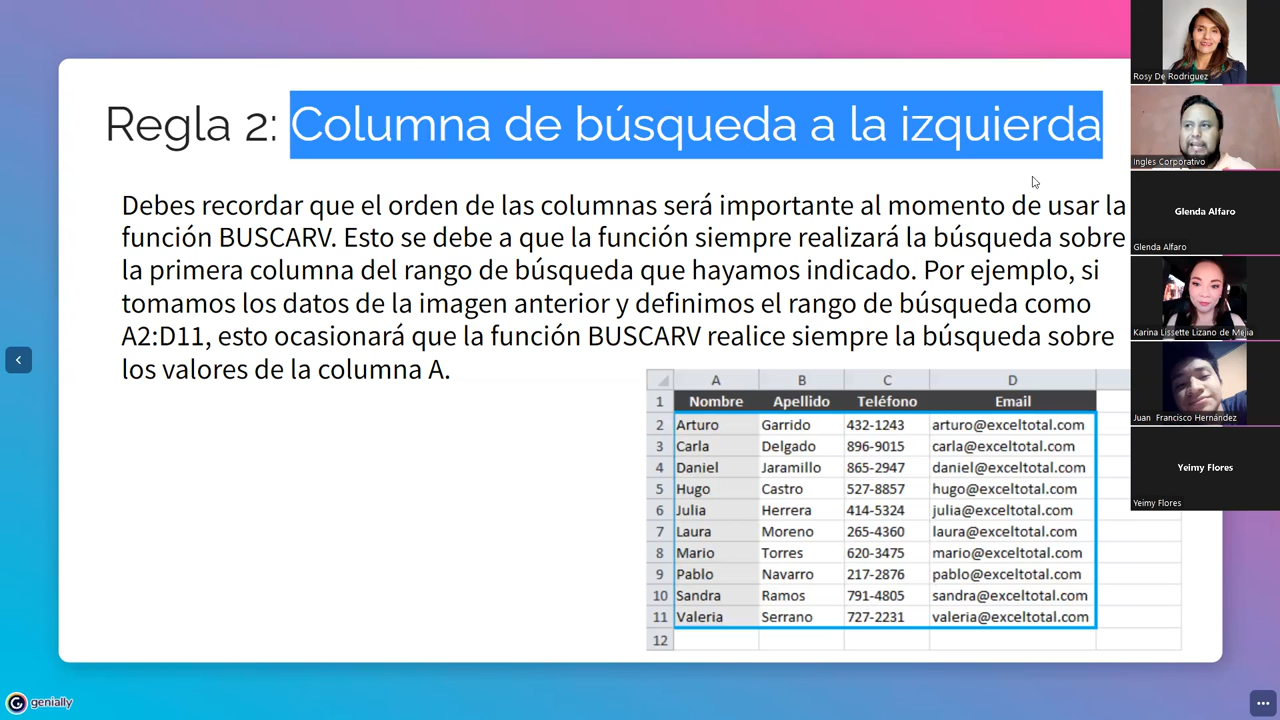 Regla 2: Columna de búsqueda a la izquierda
Debes recordar que el orden de las columnas será importante al momento de usar la
función BUSCARV. Esto se debe a que la función siempre realizará la búsqueda sobre
la primera columna del rango de búsqueda que hayamos indicado. Por ejemplo, si
tomamos los datos de la imagen anterior y definimos el rango de búsqueda como
A2:D11, esto ocasionará que la función BUSCARV realice siempre la búsqueda sobre
los valores de la columna A.
A B C D
1 Nombre Apellido Teléfono Email
2 Arturo Garrido 432-1243 arturo@exceltotal.com
3 Carla Delgado 896-9015 carla@exceltotal.com
4 Daniel Jaramillo 865-2947 daniel@exceltotal.com
5 Hugo Castro 527-8857 hugo@exceltotal.com
6 Julia Herrera 414-5324 julia@exceltotal.com
7 Laura Moreno 265-4360 laura@exceltotal.com
8 Mario Torres 620-3475 mario@exceltotal.com
9 Pablo Navarro 217-2876 pablo@exceltotal.com
10 Sandra Ramos 791-4805 sandra@exceltotal.com
11 Valeria Serrano 727-2231 valeria@exceltotal.com
12
Rosy De Rodriguez
Ingles Corporativo
Glenda Alfaro
Glenda Alfaro
Karina Lissette Lizano de Mejia
Juan Francisco Hernández
Yeimy Flores
Yeimy Flores
genially